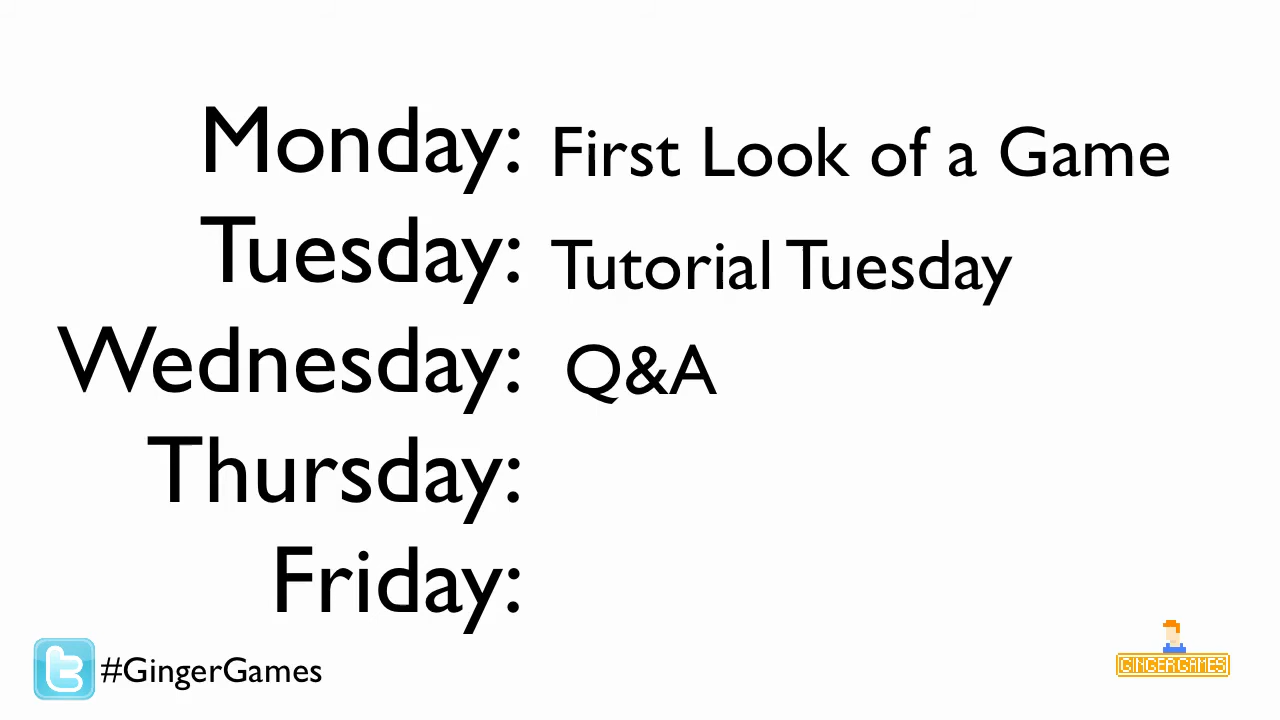 Monday: First Look of a Game
Tuesday: Tutorial Tuesday
Wednesday: Q&A
Thursday:
Friday:
#GingerGames
GINGERGAMES